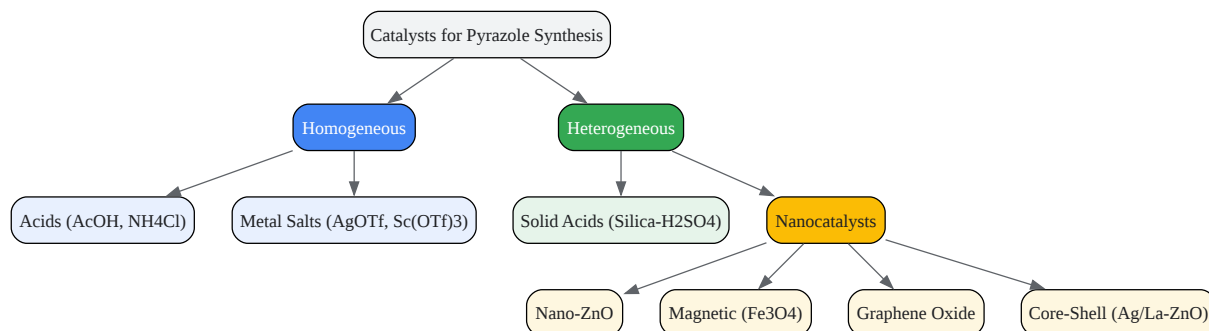 Catalysts for Pyrazole Synthesis
Homogeneous
Heterogeneous
Acids (AcOH, NH4Cl)
Metal Salts (AgOTf, Sc(OTf)3)
Solid Acids (Silica-H2SO4)
Nanocatalysts
Nano-ZnO
Magnetic (Fe3O4)
Graphene Oxide
Core-Shell (Ag/La-ZnO)